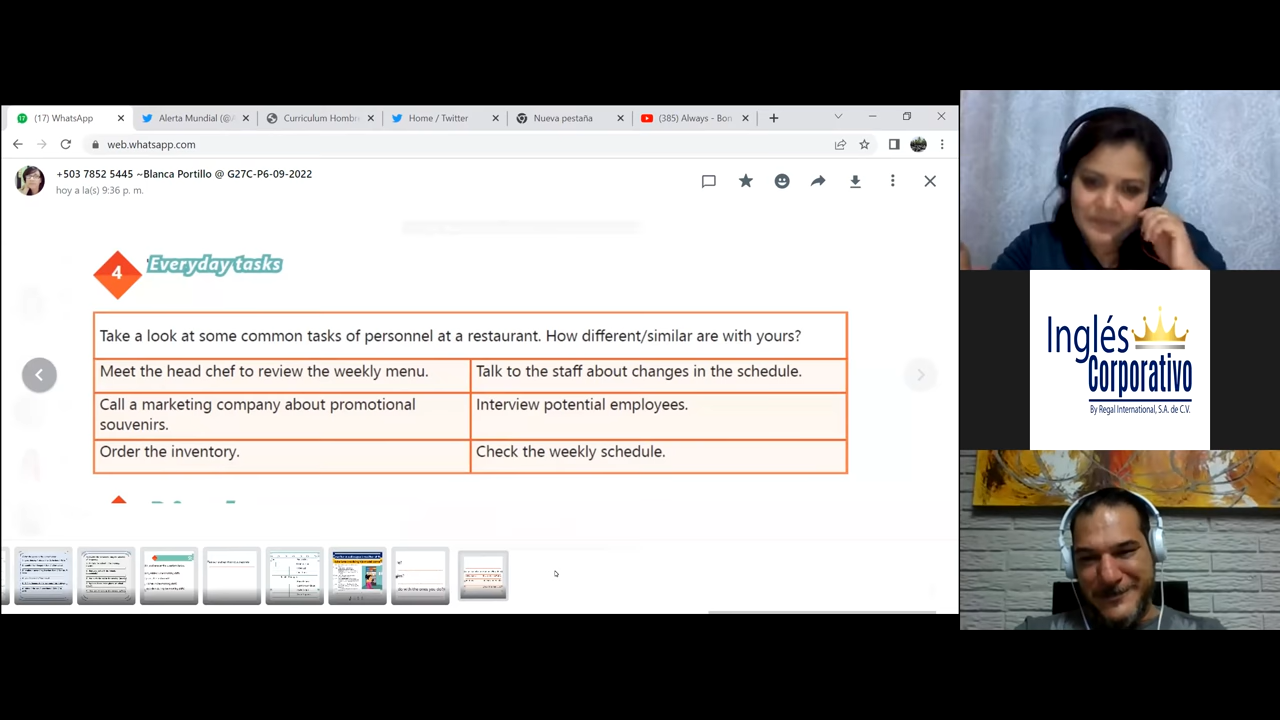 (17) WhatsApp
Alerta Mundial (@A
Curriculum Hombre
Home / Twitter
Nueva pestaña
(385) Always - Bon
web.whatsapp.com
+503 7852 5445 ~Blanca Portillo @ G27C-P6-09-2022
hoy a la(s) 9:36 p. m.
4
Everyday tasks
Take a look at some common tasks of personnel at a restaurant. How different/similar are with yours?
Meet the head chef to review the weekly menu.
Talk to the staff about changes in the schedule.
Call a marketing company about promotional
souvenirs.
Interview potential employees.
Order the inventory.
Check the weekly schedule.
Inglés
Corporativo
By Regal International, S.A. de C.V.